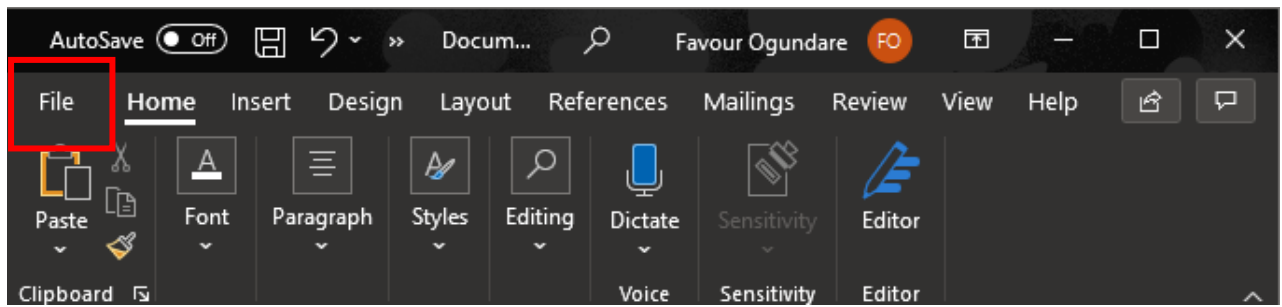 AutoSave Off Docum... Favour Ogundare FO
File Home Insert Design Layout References Mailings Review View Help
A A
Paste Font Paragraph Styles Editing Dictate Sensitivity Editor
Clipboard Voice Sensitivity Editor